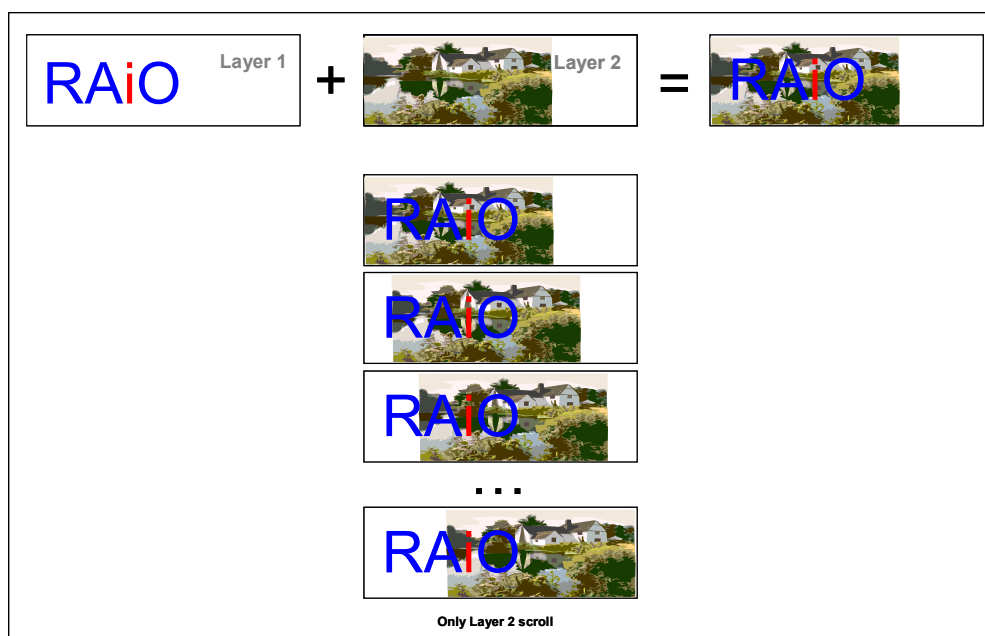 RAiO Layer 1 + Layer 2 = RAiO
RAiO
RAiO
RAiO
...
RAiO
Only Layer 2 scroll